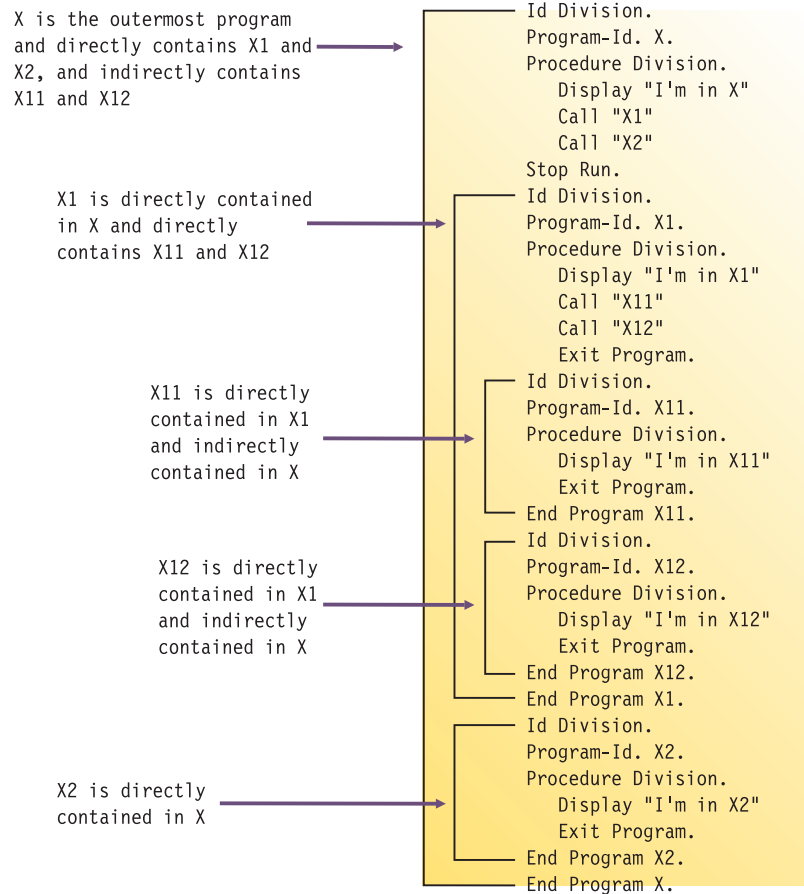 X is the outermost program
and directly contains X1 and
X2, and indirectly contains
X11 and X12
Id Division.
Program-Id. X.
Procedure Division.
Display "I'm in X"
Call "X1"
Call "X2"
Stop Run.
X1 is directly contained
in X and directly
contains X11 and X12
Id Division.
Program-Id. X1.
Procedure Division.
Display "I'm in X1"
Call "X11"
Call "X12"
Exit Program.
X11 is directly
contained in X1
and indirectly
contained in X
Id Division.
Program-Id. X11.
Procedure Division.
Display "I'm in X11"
Exit Program.
End Program X11.
X12 is directly
contained in X1
and indirectly
contained in X
Id Division.
Program-Id. X12.
Procedure Division.
Display "I'm in X12"
Exit Program.
End Program X12.
End Program X1.
X2 is directly
contained in X
Id Division.
Program-Id. X2.
Procedure Division.
Display "I'm in X2"
Exit Program.
End Program X2.
End Program X.